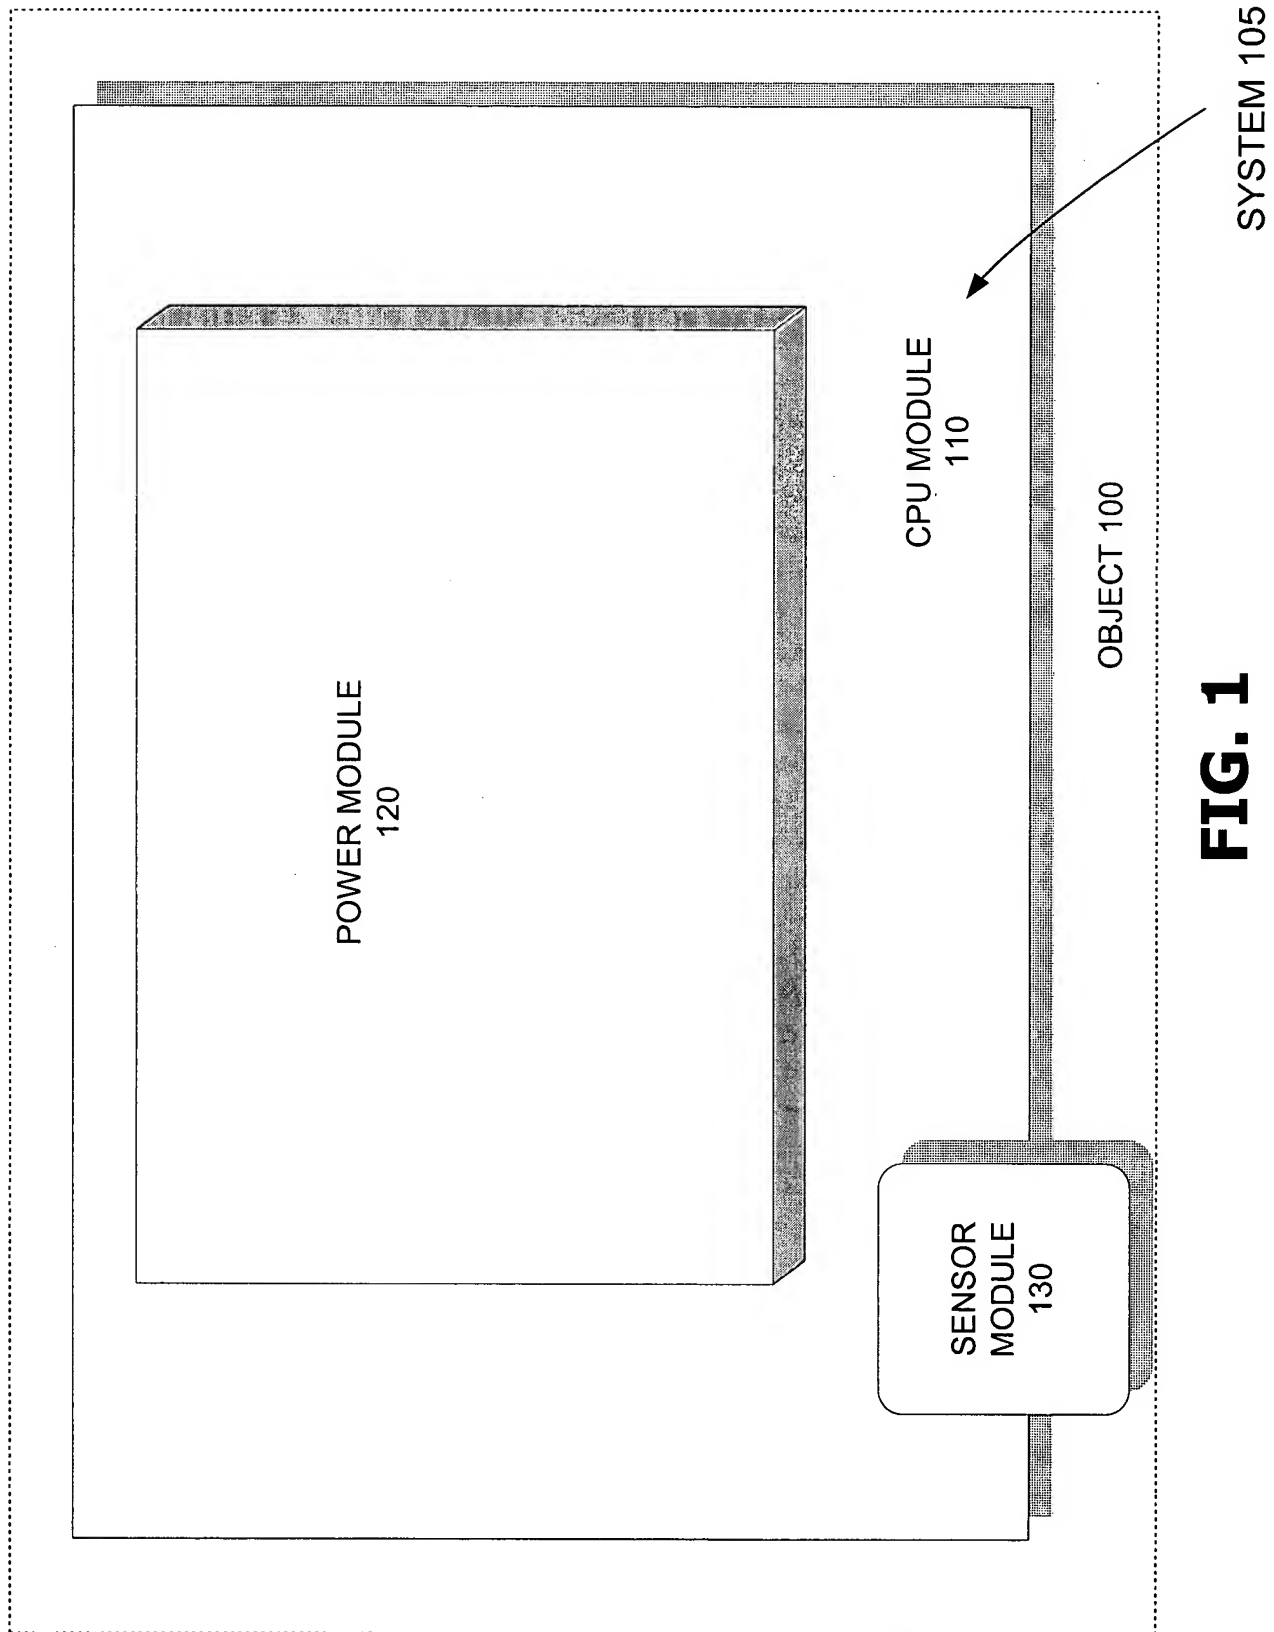 POWER MODULE
120
CPU MODULE
110
SENSOR
MODULE
130
OBJECT 100
SYSTEM 105
FIG. 1